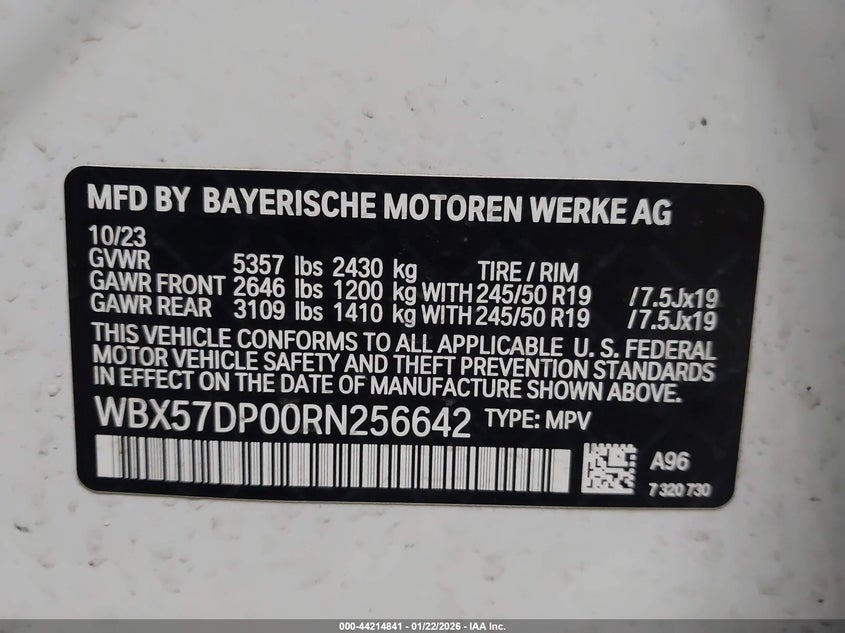 MFD BY BAYERISCHE MOTOREN WERKE AG
10/23
GVWR 5357 lbs 2430 kg TIRE / RIM
GAWR FRONT 2646 lbs 1200 kg WITH 245/50 R19 /7.5Jx19
GAWR REAR 3109 lbs 1410 kg WITH 245/50 R19 /7.5Jx19
THIS VEHICLE CONFORMS TO ALL APPLICABLE U. S. FEDERAL
MOTOR VEHICLE SAFETY AND THEFT PREVENTION STANDARDS
IN EFFECT ON THE DATE OF MANUFACTURE SHOWN ABOVE.
WBX57DP00RN256642 TYPE: MPV
A96
7 320 730
000-44214841 - 01/22/2026 - IAA Inc.